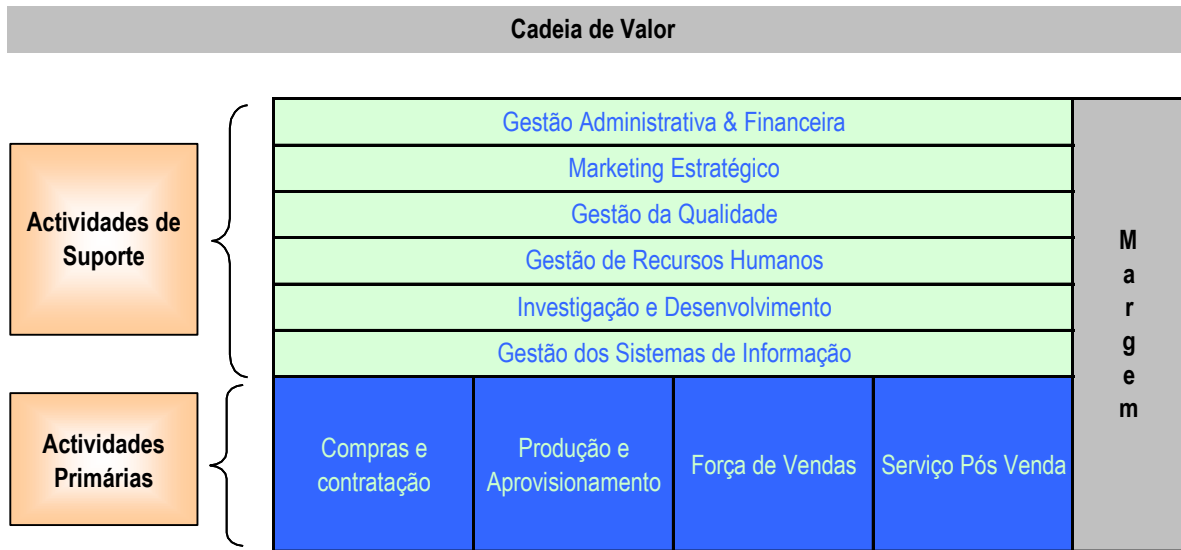 Cadeia de Valor
Actividades de
Suporte
Gestão Administrativa & Financeira
Marketing Estratégico
Gestão da Qualidade
Gestão de Recursos Humanos
Investigação e Desenvolvimento
Gestão dos Sistemas de Informação
Actividades
Primárias
Compras e
contratação
Produção e
Aprovisionamento
Força de Vendas
Serviço Pós Venda
M
a
r
g
e
m